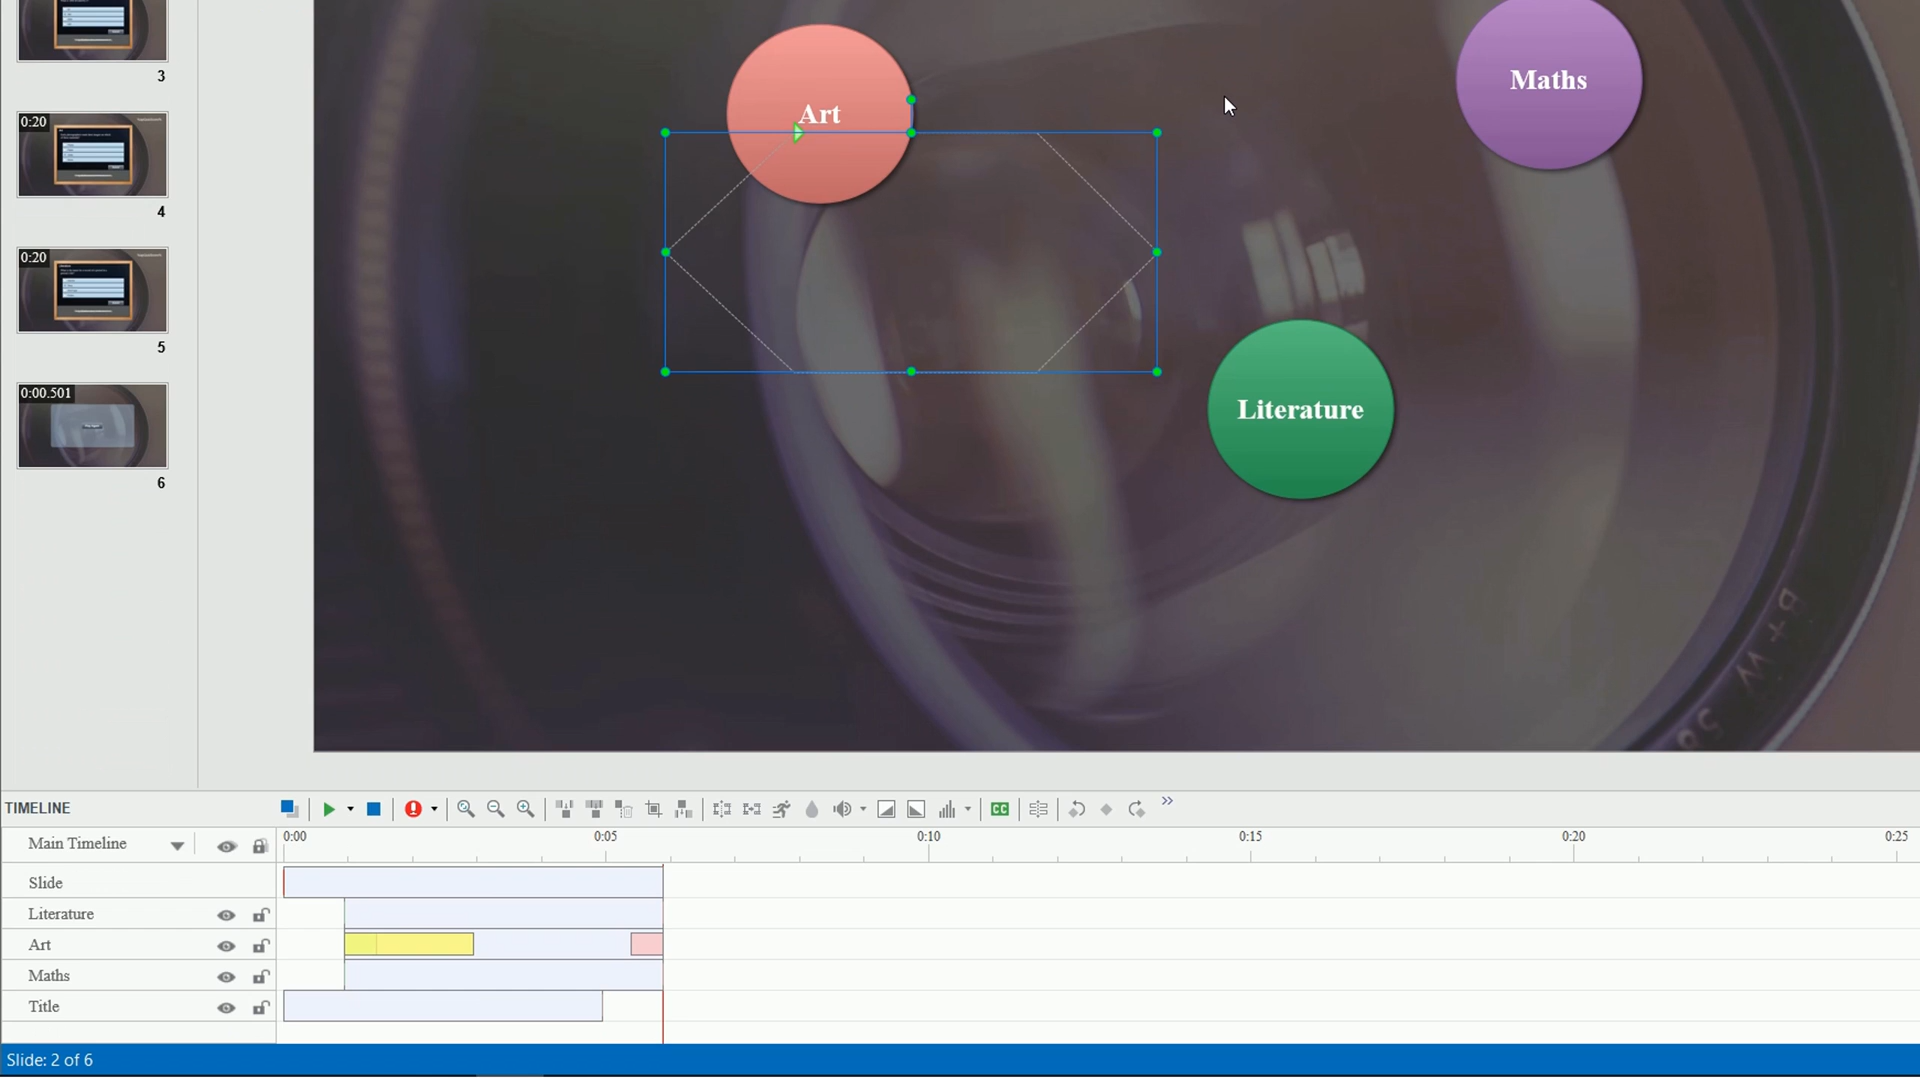 3
0:20
4
0:20
5
0:00.501
6
Art
Maths
Literature
B+W
58
TIMELINE
CC
Main Timeline
0:00
0:05
0:10
0:15
0:20
0:25
Slide
Literature
Art
Maths
Title
Slide: 2 of 6